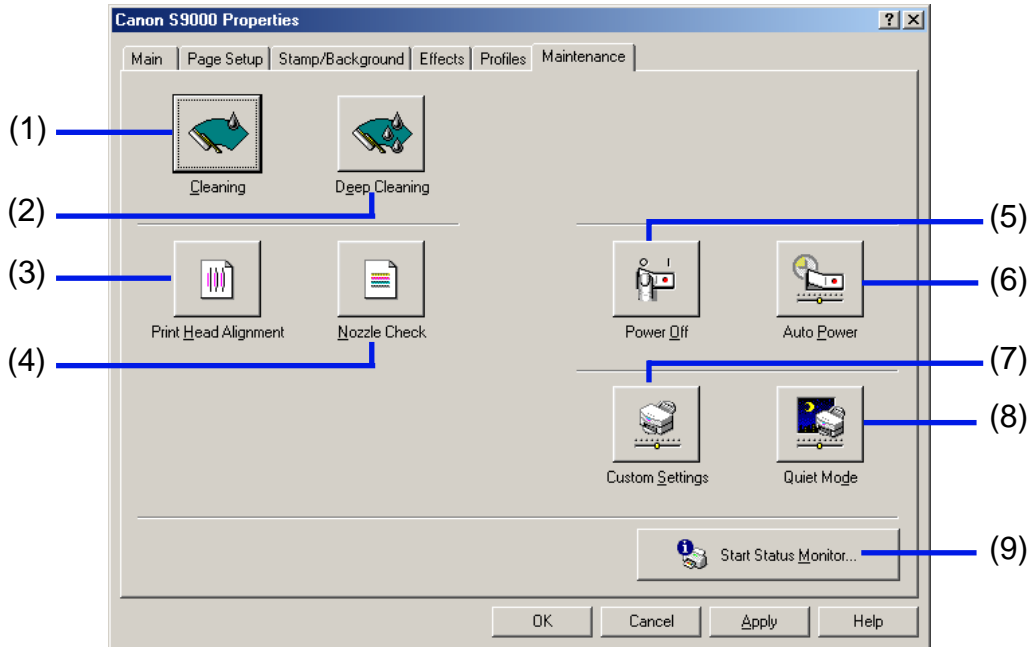 Canon S9000 Properties
Main Page Setup Stamp/Background Effects Profiles Maintenance
(1)
Cleaning Deep Cleaning
(2) (5)
(3) (6)
Print Head Alignment Nozzle Check Power Off Auto Power
(4) (7)
(8)
Custom Settings Quiet Mode
Start Status Monitor... (9)
OK Cancel Apply Help